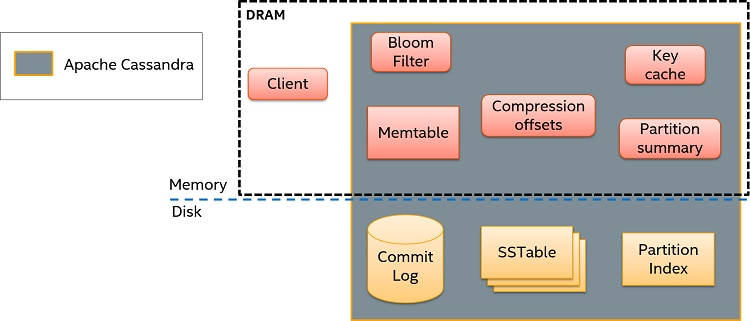 DRAM
Apache Cassandra
Client
Bloom
Filter
Key
cache
Memtable
Compression
offsets
Partition
summary
Memory
Disk
Commit
Log
SSTable
Partition
Index